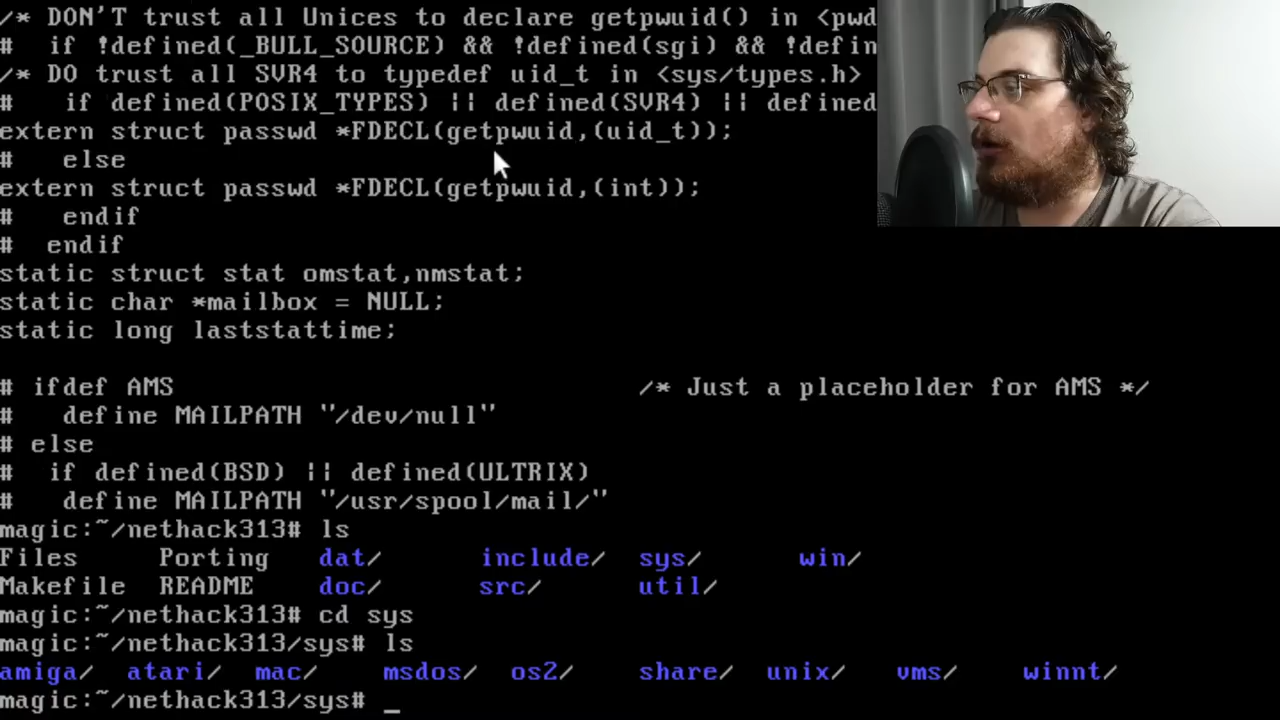 /* DON'T trust all Unices to declare getpwuid() in <pwd
#  if !defined(_BULL_SOURCE) && !defined(sgi) && !defin
/* DO trust all SVR4 to typedef uid_t in <sys/types.h>
#   if defined(POSIX_TYPES) || defined(SVR4) || defined
extern struct passwd *FDECL(getpwuid,(uid_t));
#   else
extern struct passwd *FDECL(getpwuid,(int));
#   endif
#  endif
static struct stat omstat,nmstat;
static char *mailbox = NULL;
static long laststattime;
# ifdef AMS                             /* Just a placeholder for AMS */
#   define MAILPATH "/dev/null"
# else
#  if defined(BSD) || defined(ULTRIX)
#   define MAILPATH "/usr/spool/mail/"
magic:~/nethack313# ls
Files     Porting   dat/      include/  sys/      win/
Makefile  README    doc/      src/      util/
magic:~/nethack313# cd sys
magic:~/nethack313/sys# ls
amiga/  atari/  mac/    msdos/  os2/    share/  unix/   vms/    winnt/
magic:~/nethack313/sys# _